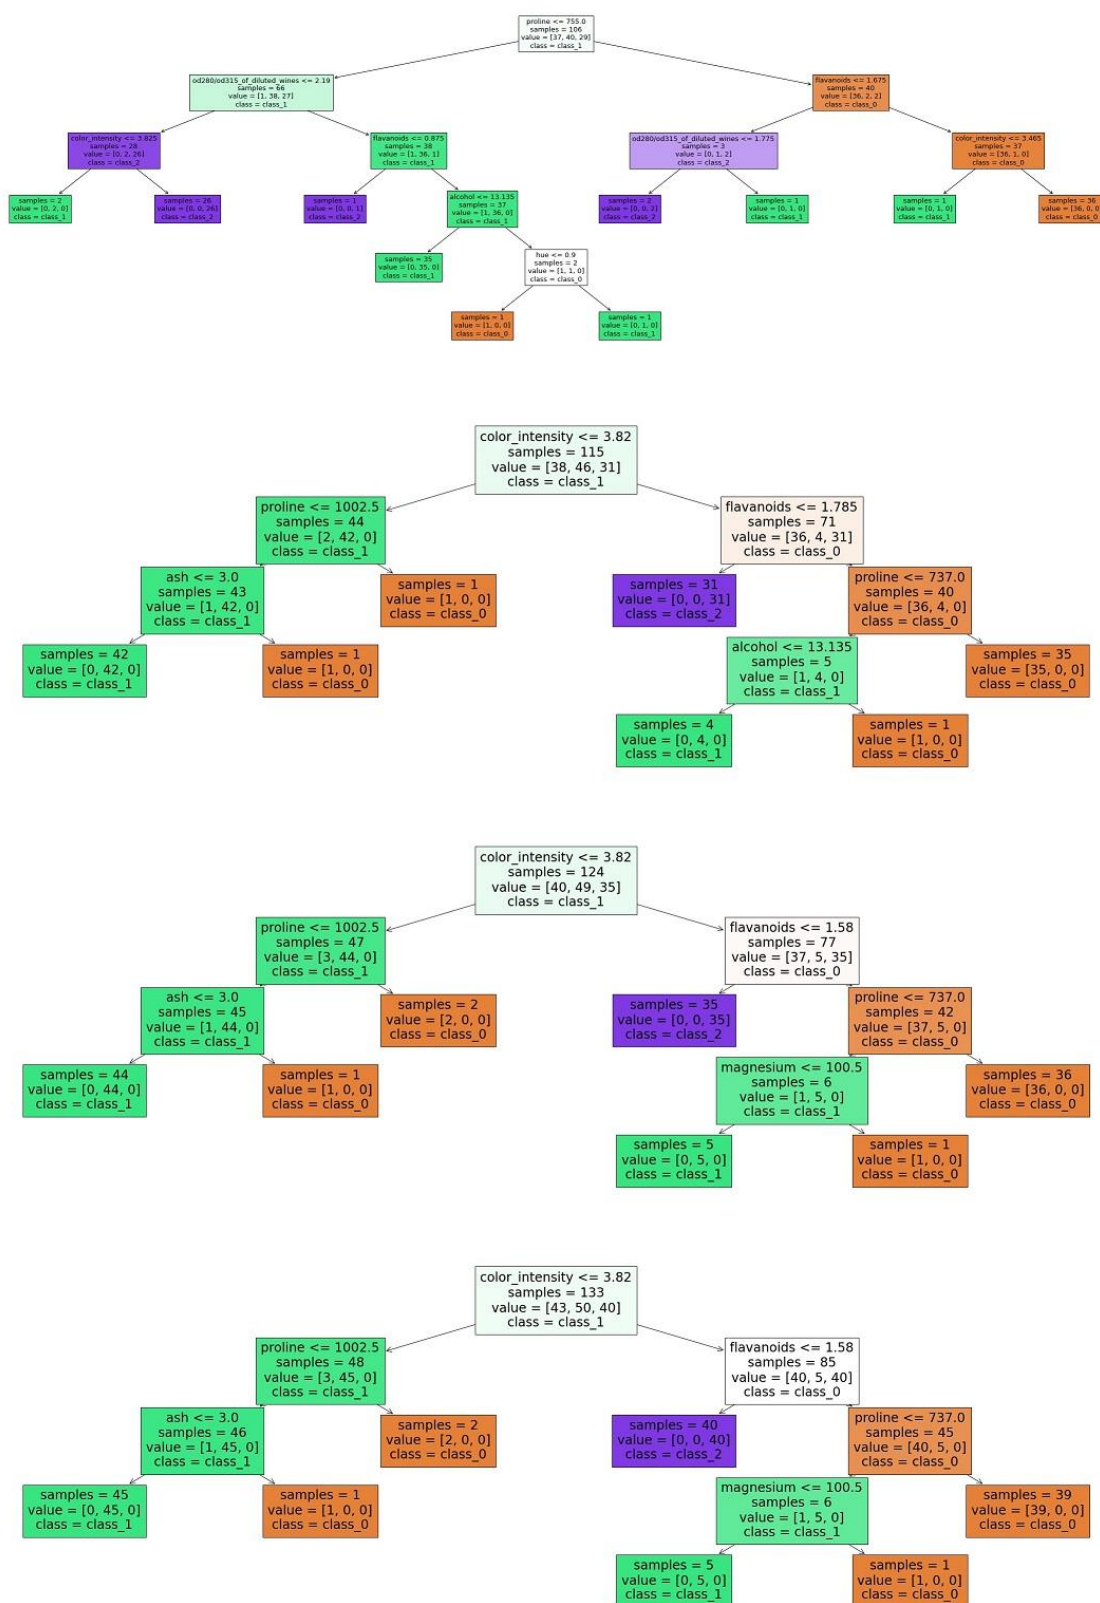 proline <= 755.0
samples = 106
value = [37, 40, 29]
class = class_1
od280/od315_of_diluted_wines <= 2.19
samples = 66
value = [1, 38, 27]
class = class_1
flavanoids <= 1.675
samples = 40
value = [36, 2, 2]
class = class_0
color_intensity <= 3.825
samples = 28
value = [0, 2, 26]
class = class_2
flavanoids <= 0.875
samples = 38
value = [1, 36, 1]
class = class_1
od280/od315_of_diluted_wines <= 1.775
samples = 3
value = [0, 1, 2]
class = class_2
color_intensity <= 3.465
samples = 37
value = [36, 1, 0]
class = class_0
samples = 2
value = [0, 2, 0]
class = class_1
samples = 26
value = [0, 0, 26]
class = class_2
samples = 1
value = [0, 0, 1]
class = class_2
alcohol <= 13.135
samples = 37
value = [1, 36, 0]
class = class_1
samples = 2
value = [0, 0, 2]
class = class_2
samples = 1
value = [0, 1, 0]
class = class_1
samples = 1
value = [0, 1, 0]
class = class_1
samples = 36
value = [36, 0, 0]
class = class_0
samples = 35
value = [0, 35, 0]
class = class_1
hue <= 0.9
samples = 2
value = [1, 1, 0]
class = class_0
samples = 1
value = [1, 0, 0]
class = class_0
samples = 1
value = [0, 1, 0]
class = class_1
color_intensity <= 3.82
samples = 115
value = [38, 46, 31]
class = class_1
proline <= 1002.5
samples = 44
value = [2, 42, 0]
class = class_1
flavanoids <= 1.785
samples = 71
value = [36, 4, 31]
class = class_0
ash <= 3.0
samples = 43
value = [1, 42, 0]
class = class_1
samples = 1
value = [1, 0, 0]
class = class_0
samples = 31
value = [0, 0, 31]
class = class_2
proline <= 737.0
samples = 40
value = [36, 4, 0]
class = class_0
samples = 42
value = [0, 42, 0]
class = class_1
samples = 1
value = [1, 0, 0]
class = class_0
alcohol <= 13.135
samples = 5
value = [1, 4, 0]
class = class_1
samples = 35
value = [35, 0, 0]
class = class_0
samples = 4
value = [0, 4, 0]
class = class_1
samples = 1
value = [1, 0, 0]
class = class_0
color_intensity <= 3.82
samples = 124
value = [40, 49, 35]
class = class_1
proline <= 1002.5
samples = 47
value = [3, 44, 0]
class = class_1
flavanoids <= 1.58
samples = 77
value = [37, 5, 35]
class = class_0
ash <= 3.0
samples = 45
value = [1, 44, 0]
class = class_1
samples = 2
value = [2, 0, 0]
class = class_0
samples = 35
value = [0, 0, 35]
class = class_2
proline <= 737.0
samples = 42
value = [37, 5, 0]
class = class_0
samples = 44
value = [0, 44, 0]
class = class_1
samples = 1
value = [1, 0, 0]
class = class_0
magnesium <= 100.5
samples = 6
value = [1, 5, 0]
class = class_1
samples = 36
value = [36, 0, 0]
class = class_0
samples = 5
value = [0, 5, 0]
class = class_1
samples = 1
value = [1, 0, 0]
class = class_0
color_intensity <= 3.82
samples = 133
value = [43, 50, 40]
class = class_1
proline <= 1002.5
samples = 48
value = [3, 45, 0]
class = class_1
flavanoids <= 1.58
samples = 85
value = [40, 5, 40]
class = class_0
ash <= 3.0
samples = 46
value = [1, 45, 0]
class = class_1
samples = 2
value = [2, 0, 0]
class = class_0
samples = 40
value = [0, 0, 40]
class = class_2
proline <= 737.0
samples = 45
value = [40, 5, 0]
class = class_0
samples = 45
value = [0, 45, 0]
class = class_1
samples = 1
value = [1, 0, 0]
class = class_0
magnesium <= 100.5
samples = 6
value = [1, 5, 0]
class = class_1
samples = 39
value = [39, 0, 0]
class = class_0
samples = 5
value = [0, 5, 0]
class = class_1
samples = 1
value = [1, 0, 0]
class = class_0